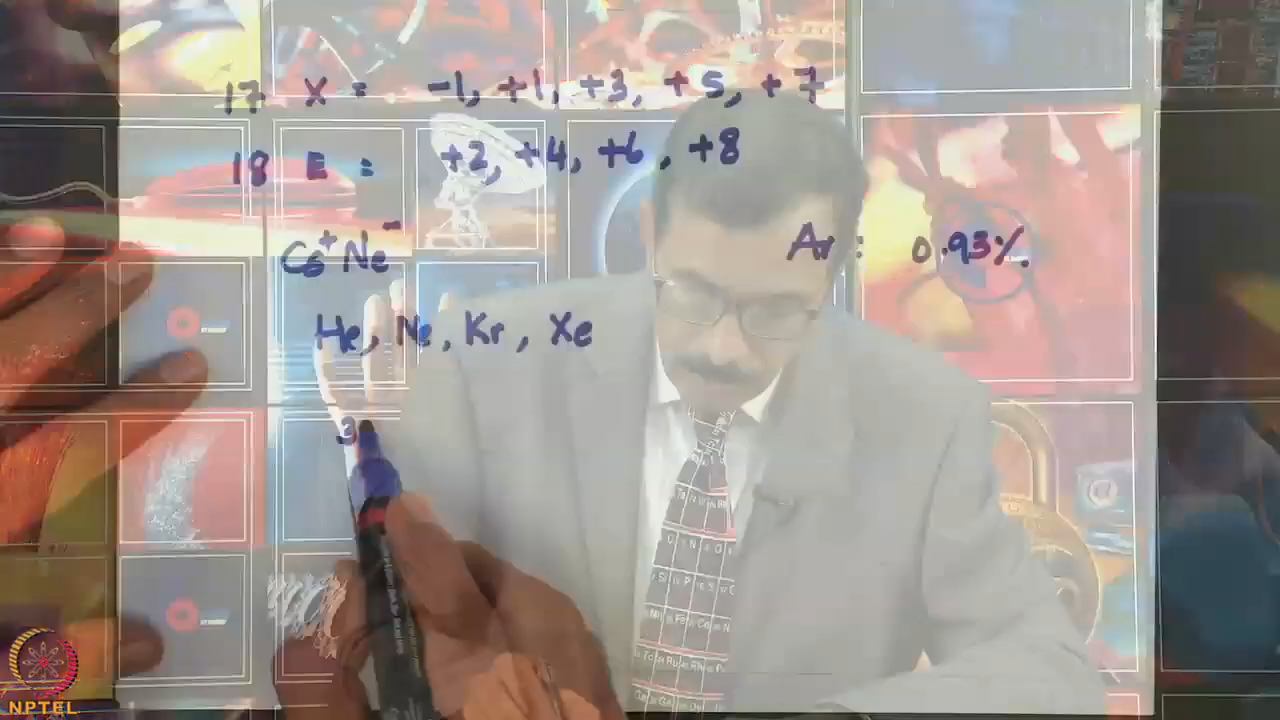 17 X = -1, +1, +3, +5, +7
18 E = +2, +4, +6, +8
Cs⁺Ne⁻
Ar : 0.93%
He, Ne, Kr, Xe
3
NPTEL